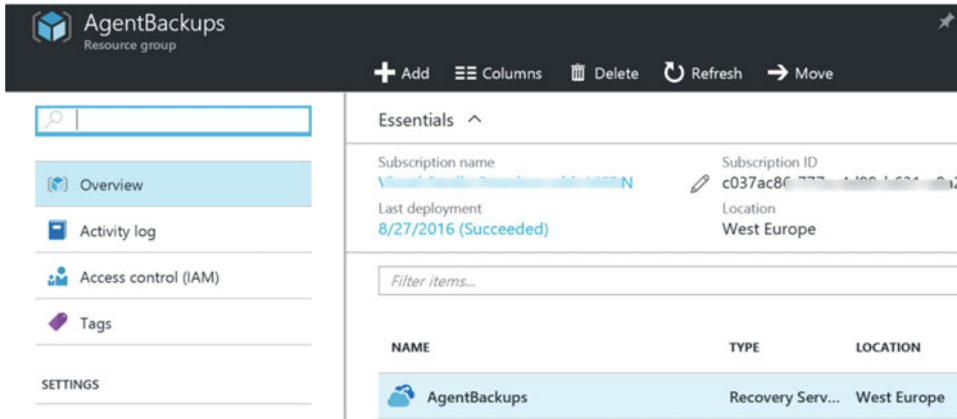 AgentBackups
Resource group
Add Columns Delete Refresh Move
Essentials
Subscription name
Subscription ID
c037ac86
Last deployment
Location
8/27/2016 (Succeeded)
West Europe
Overview
Activity log
Access control (IAM)
Tags
SETTINGS
Filter items...
NAME TYPE LOCATION
AgentBackups Recovery Serv... West Europe